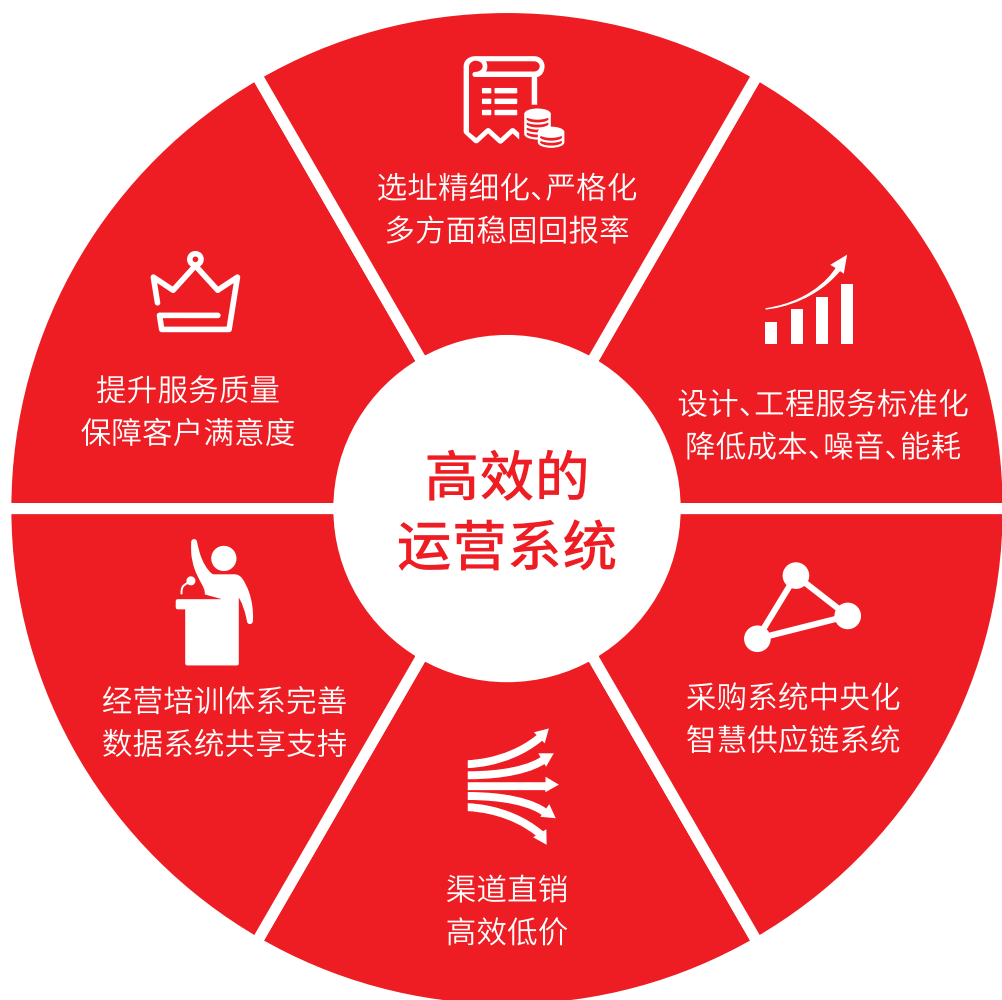 选址精细化、严格化
多方面稳固回报率
设计、工程服务标准化
降低成本、噪音、能耗
采购系统中央化
智慧供应链系统
渠道直销
高效低价
经营培训体系完善
数据系统共享支持
提升服务质量
保障客户满意度
高效的
运营系统